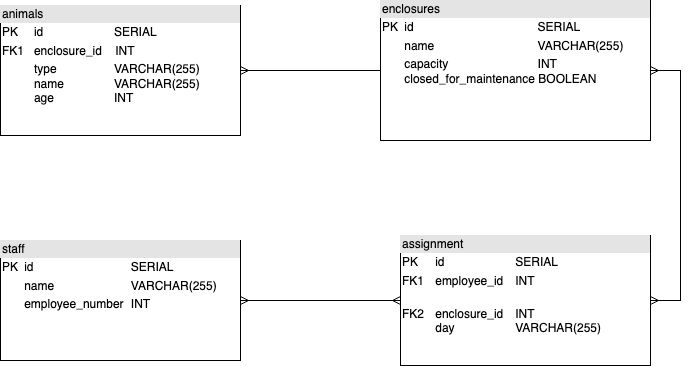 animals
PK id SERIAL
FK1 enclosure_id INT
type VARCHAR(255)
name VARCHAR(255)
age INT
enclosures
PK id SERIAL
name VARCHAR(255)
capacity INT
closed_for_maintenance BOOLEAN
staff
PK id SERIAL
name VARCHAR(255)
employee_number INT
assignment
PK id SERIAL
FK1 employee_id INT
FK2 enclosure_id INT
day VARCHAR(255)